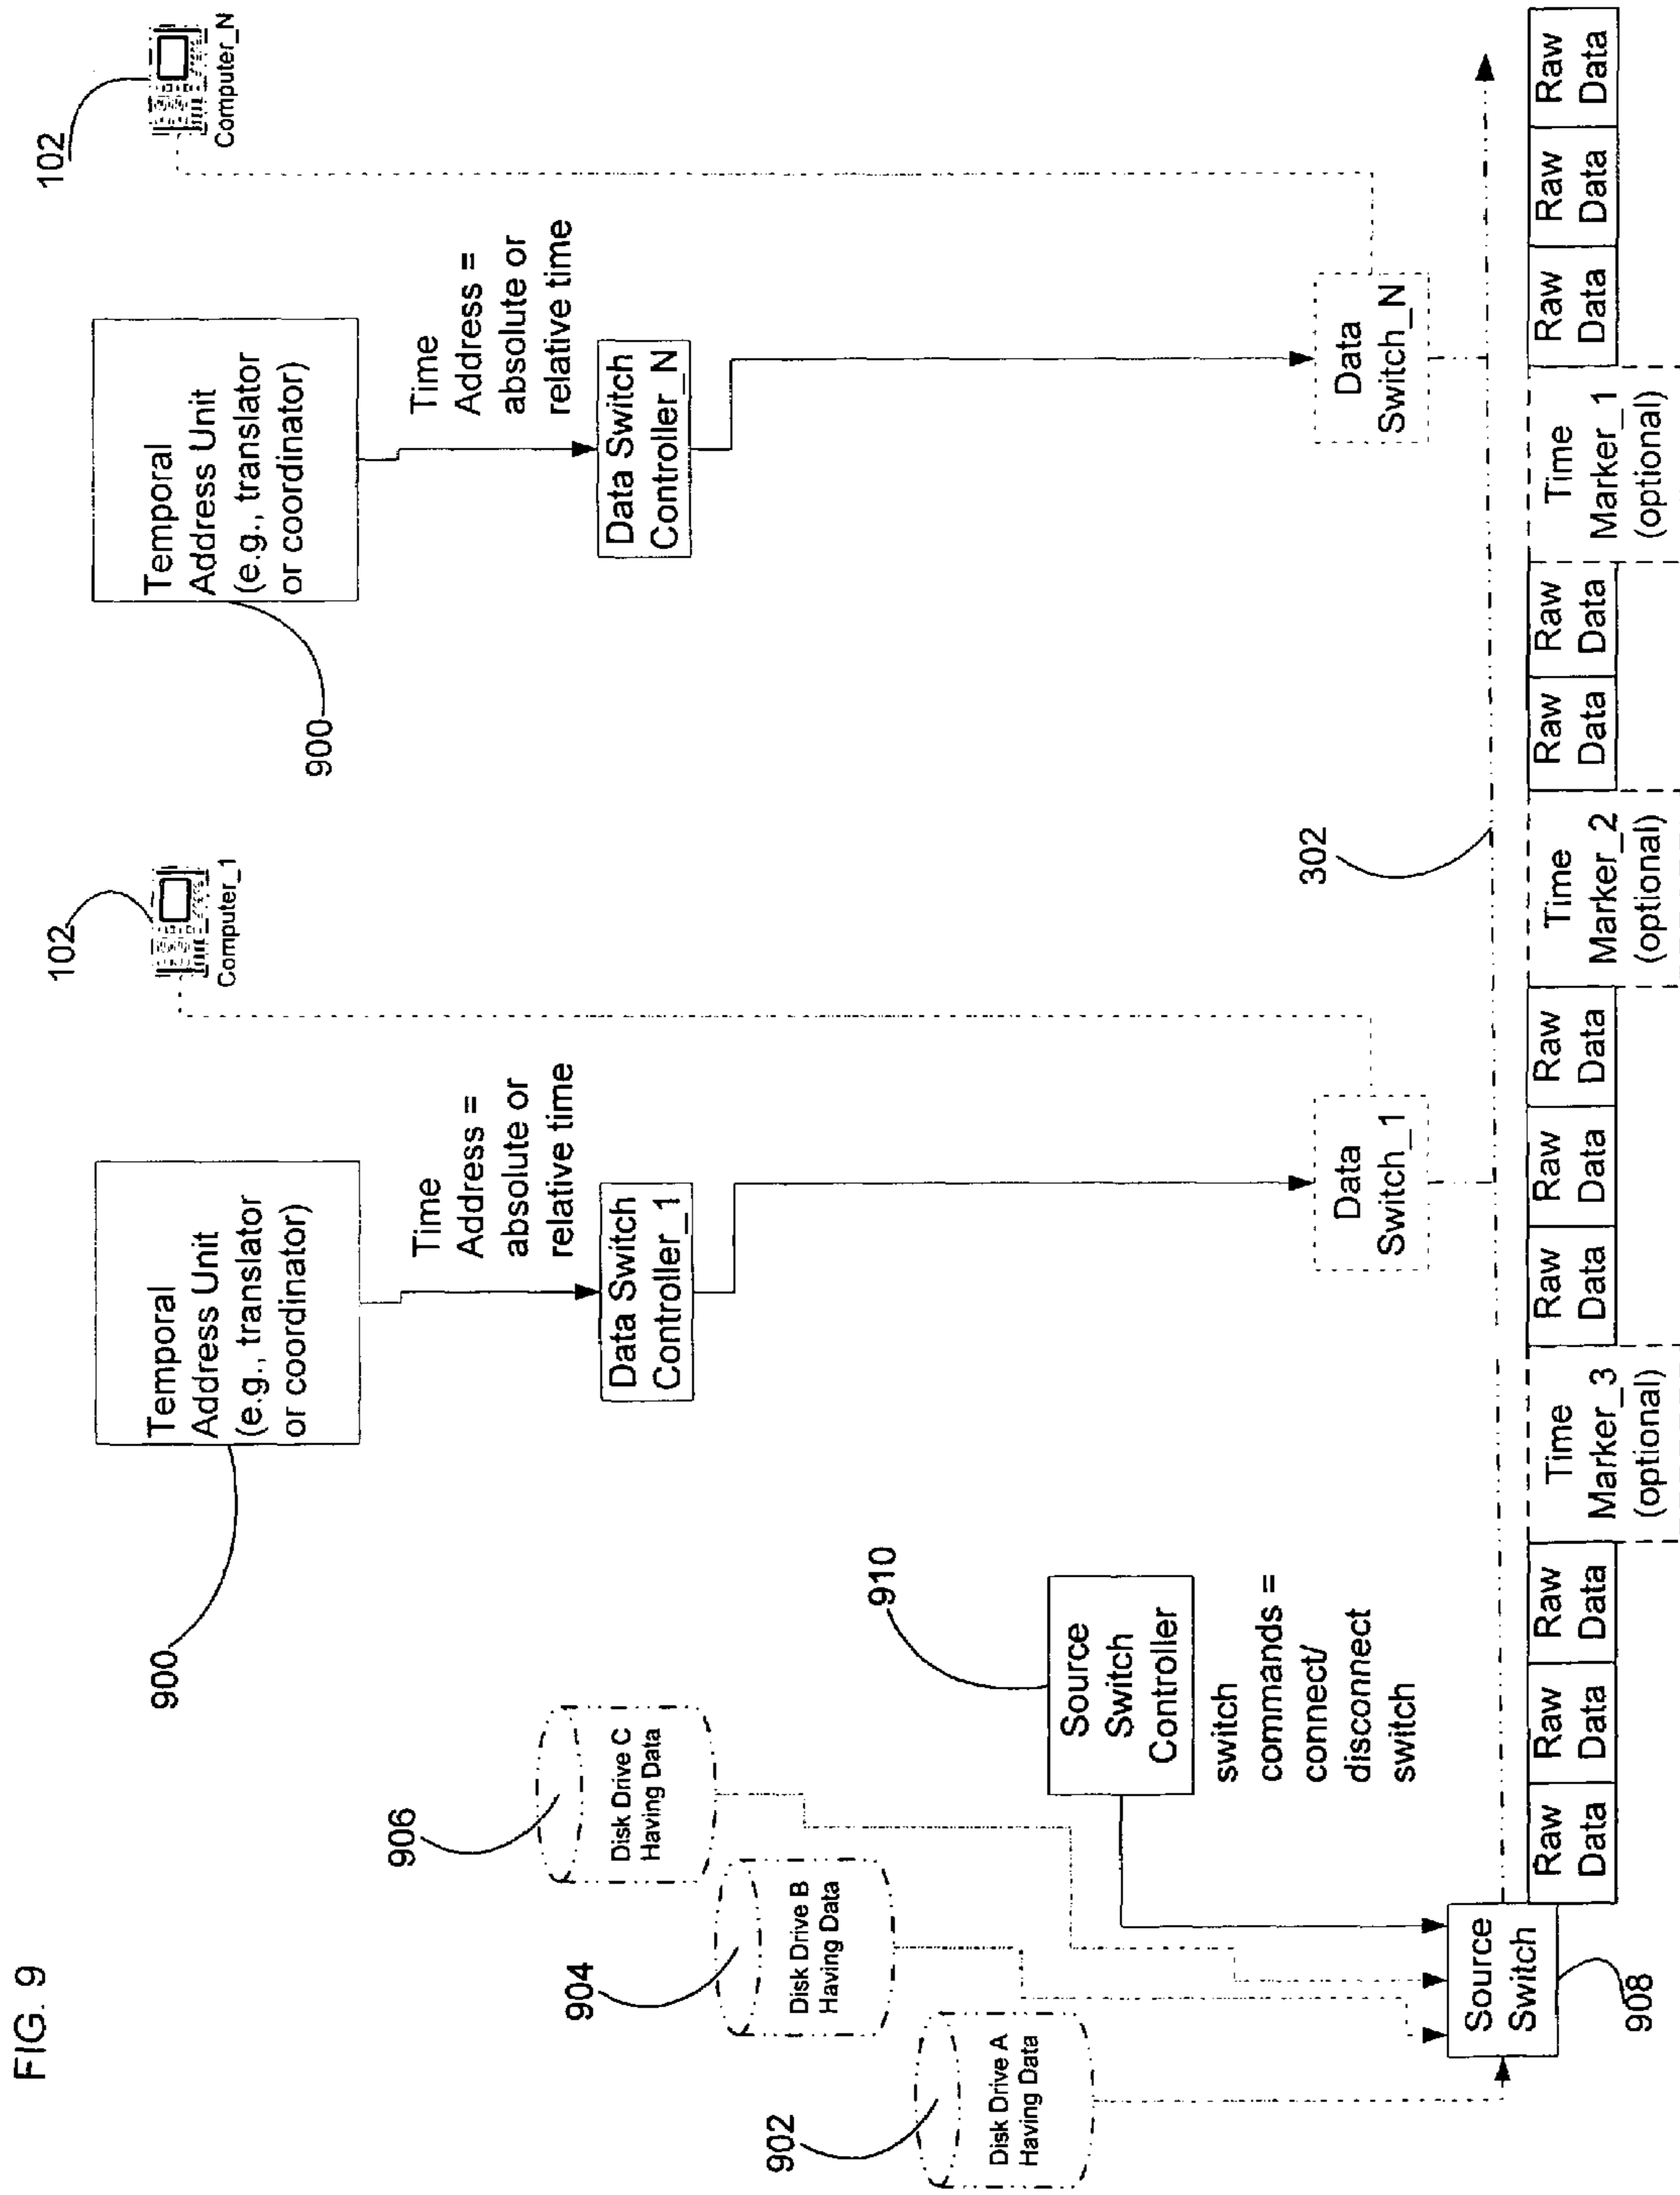 FIG. 9
902
Disk Drive A
Having Data
904
Disk Drive B
Having Data
906
Disk Drive C
Having Data
910
Source
Switch
Controller
switch
commands =
connect/
disconnect
switch
Source
Switch
908
900
Temporal
Address Unit
(e.g., translator
or coordinator)
Time
Address =
absolute or
relative time
Data Switch
Controller_1
Data
Switch_1
102
Computer_1
900
Temporal
Address Unit
(e.g., translator
or coordinator)
Time
Address =
absolute or
relative time
Data Switch
Controller_N
Data
Switch_N
102
Computer_N
302
Raw
Data
Raw
Data
Raw
Data
Time
Marker_3
(optional)
Raw
Data
Raw
Data
Raw
Data
Time
Marker_2
(optional)
Raw
Data
Raw
Data
Time
Marker_1
(optional)
Raw
Data
Raw
Data
Raw
Data